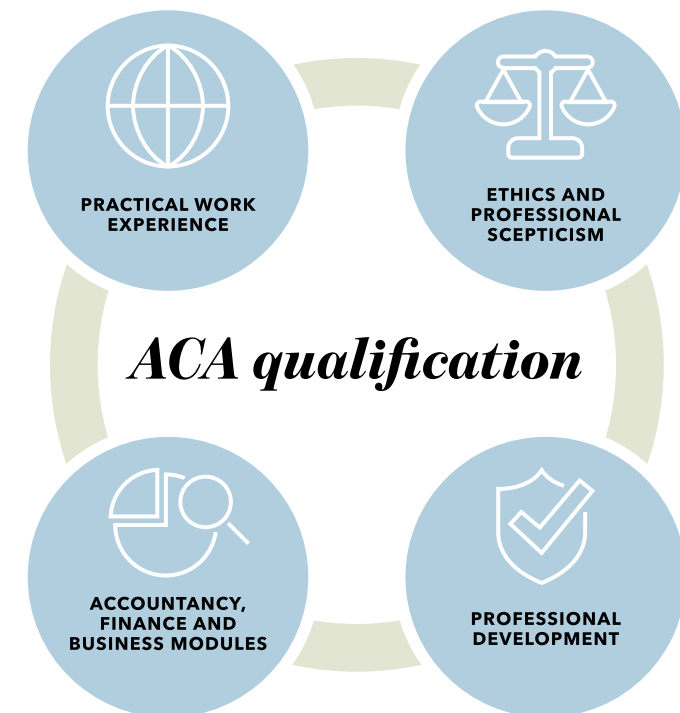 PRACTICAL WORK
EXPERIENCE
ETHICS AND
PROFESSIONAL
SCEPTICISM
ACA qualification
ACCOUNTANCY,
FINANCE AND
BUSINESS MODULES
PROFESSIONAL
DEVELOPMENT